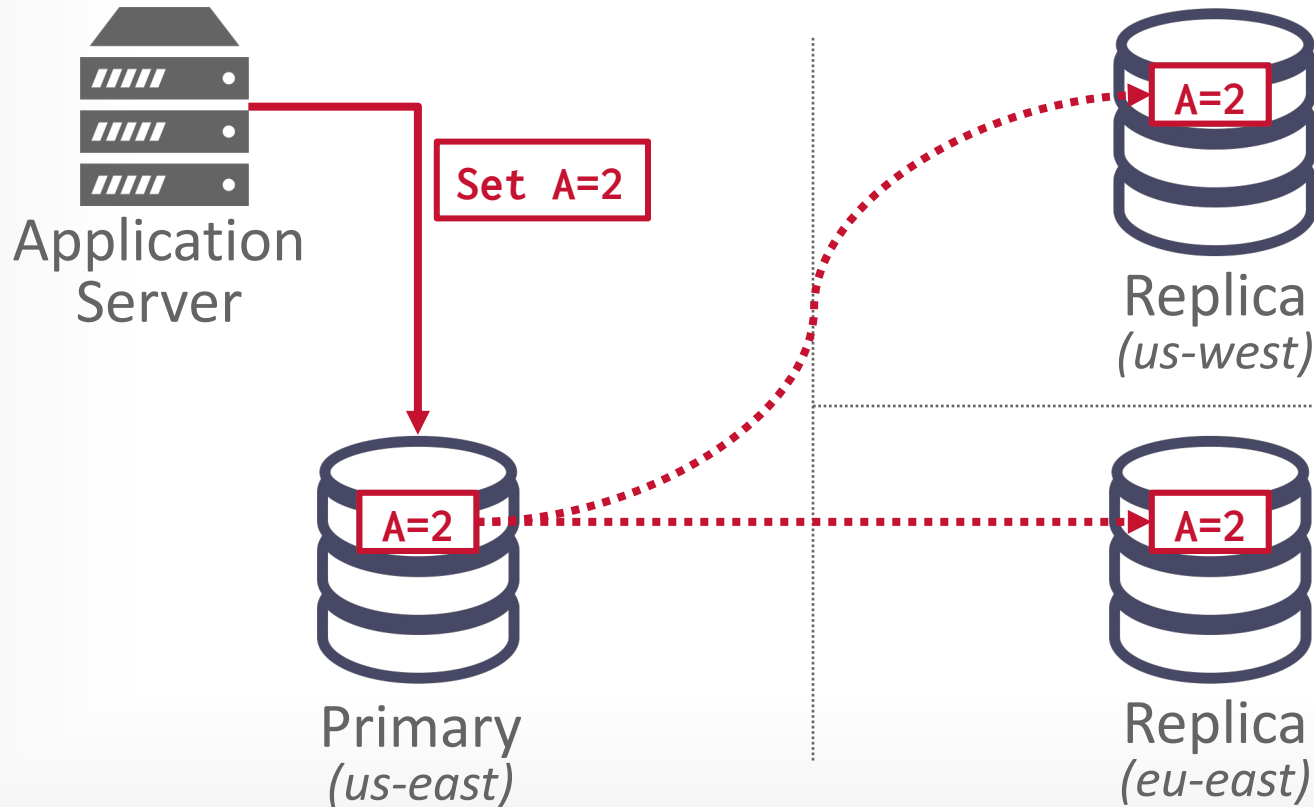 Application
Server
Set A=2
A=2
Primary
(us-east)
A=2
Replica
(us-west)
A=2
Replica
(eu-east)